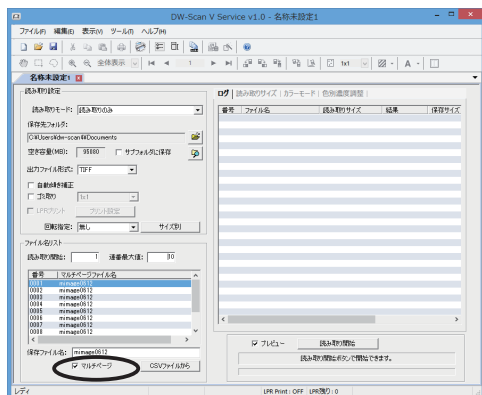 DW-Scan V Service v1.0 - 名称未設定1
ファイル(F) 編集(E) 表示(V) ツール(T) ヘルプ(H)
全体表示 1 1x1
名称未設定1
読み取り設定
読み取りモード: 読み取りのみ
保存先フォルダ:
C:¥Users¥dw-scan4¥Documents
空き容量(MB): 95880 サブフォルダに保存
出力ファイル形式: TIFF
自動傾き補正
ゴミ取り 1x1
LPRプリント プリント設定
回転指定: 無し サイズ別
ファイル名リスト
読み取り開始: 1 連番最大値: 10
番号 マルチページファイル名
0001 mimage0612
0002 mimage0612
0003 mimage0612
0004 mimage0612
0005 mimage0612
0006 mimage0612
0007 mimage0612
0008 mimage0612
保存ファイル名: mimage0612
マルチページ CSVファイルから
ログ 読み取りサイズ カラーモード 色別濃度調整
番号 ファイル名 読み取りサイズ 結果 保存サイズ
プレビュー 読み取り開始
読み取り開始ボタンで開始できます。
レディ LPR Print : OFF LPR残り : 0